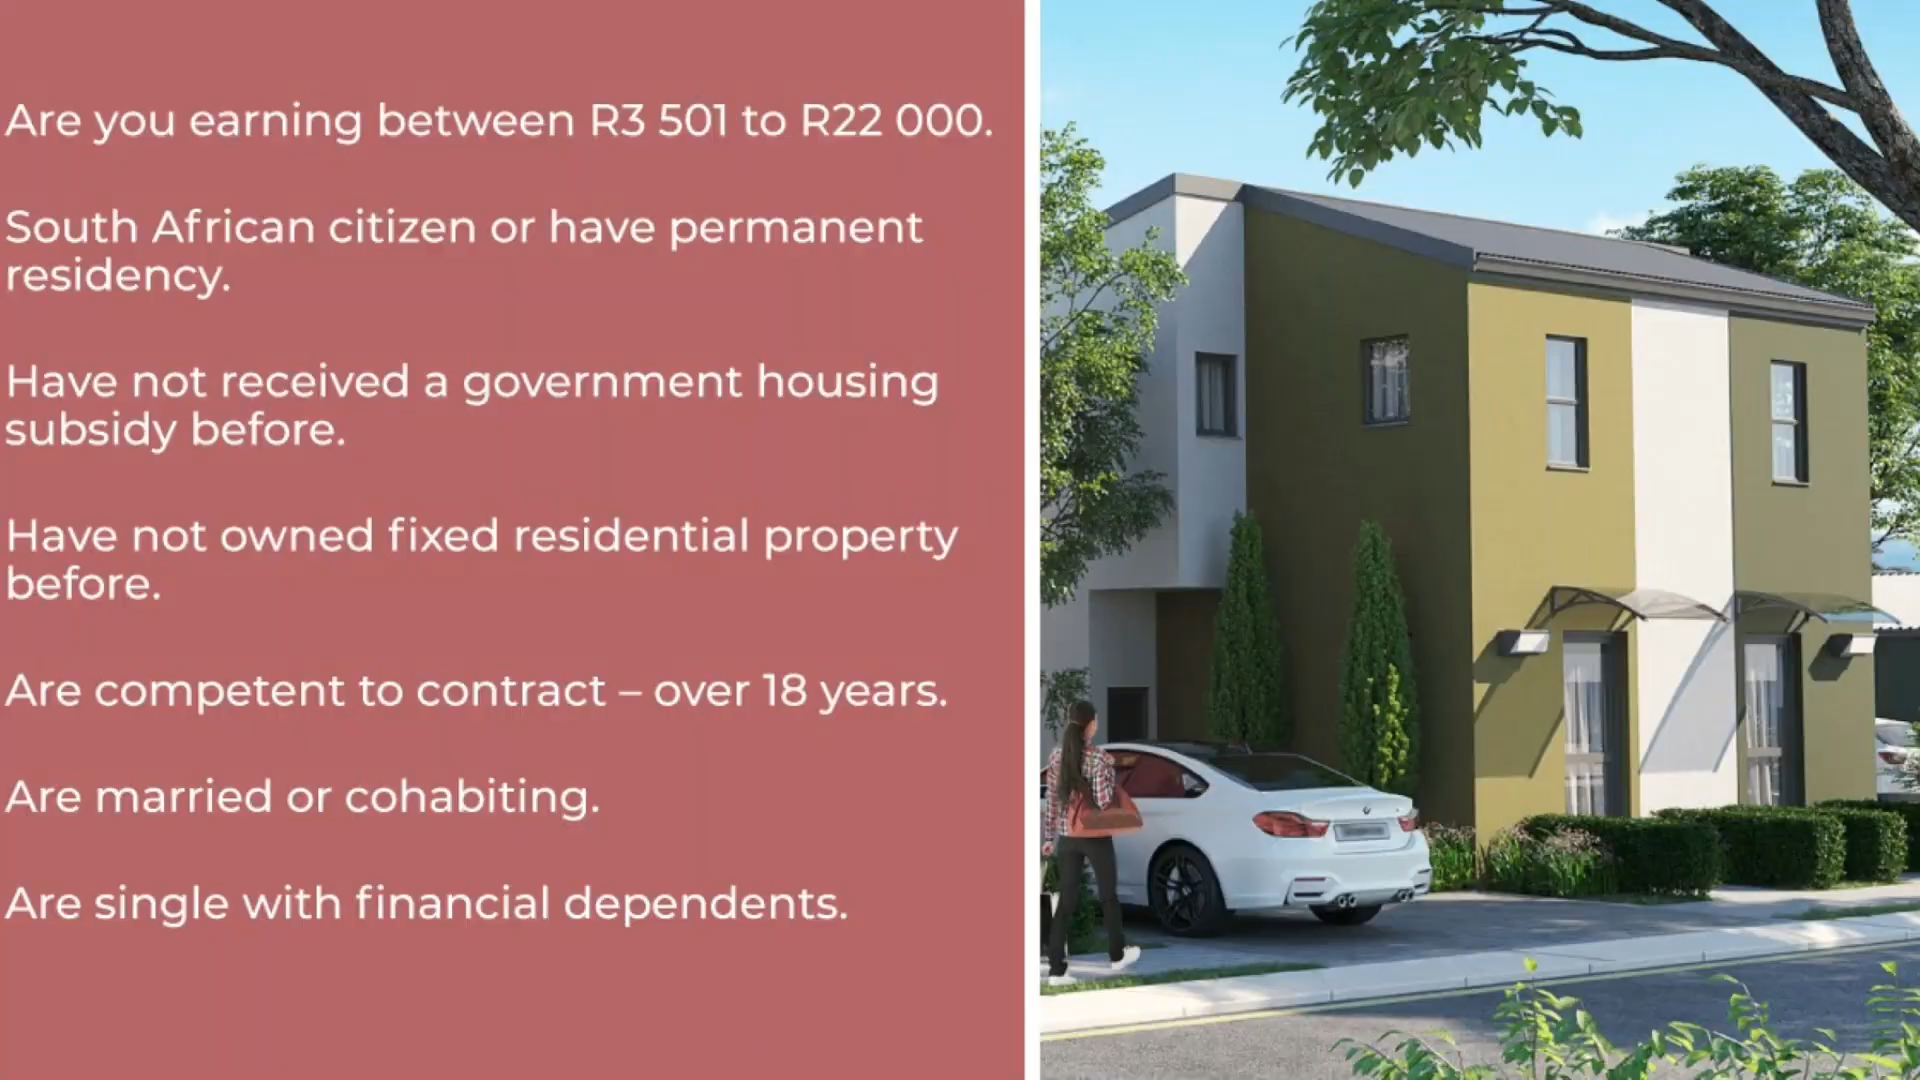 Are you earning between R3 501 to R22 000.
South African citizen or have permanent
residency.
Have not received a government housing
subsidy before.
Have not owned fixed residential property
before.
Are competent to contract – over 18 years.
Are married or cohabiting.
Are single with financial dependents.